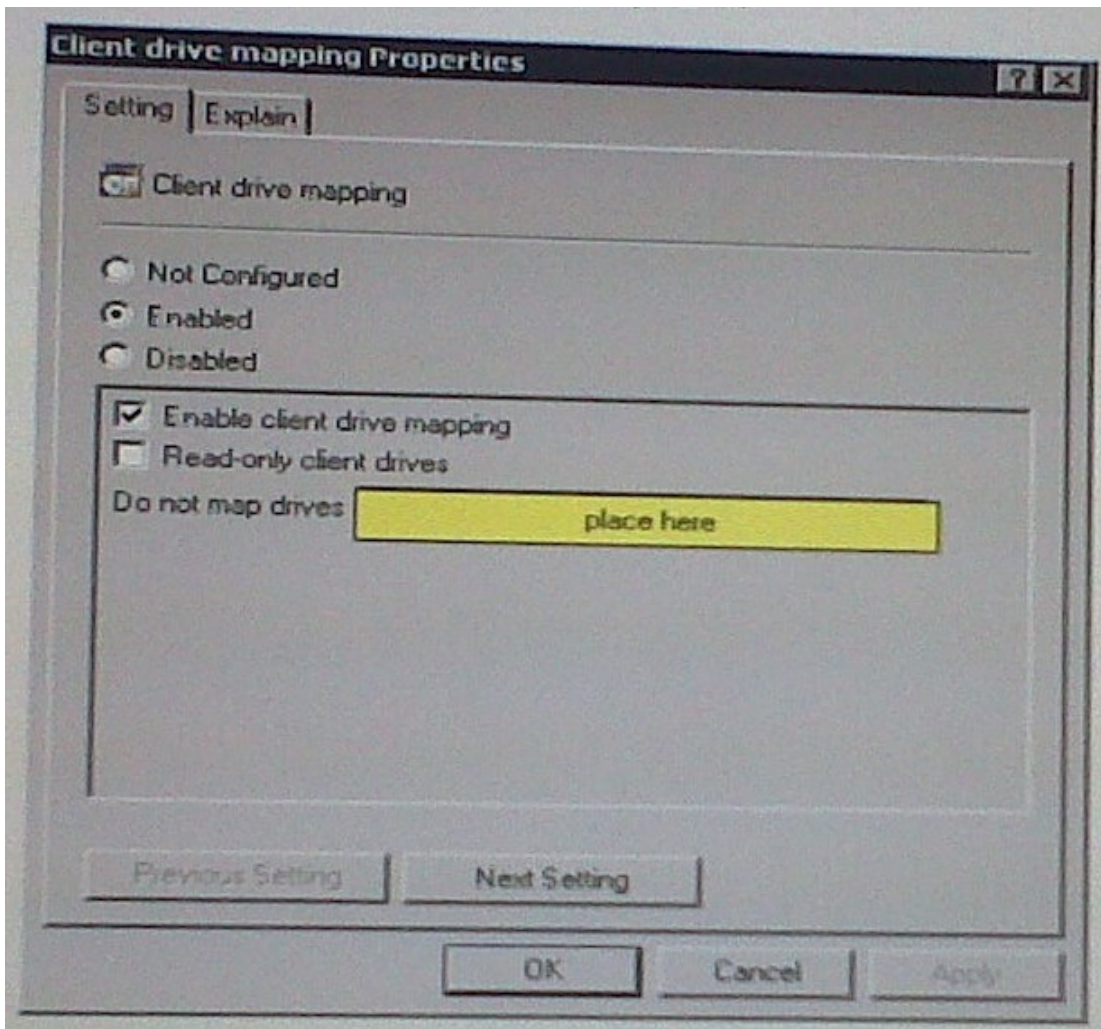 Client drive mapping Properties
Setting Explain
Client drive mapping
Not Configured
Enabled
Disabled
Enable client drive mapping
Read-only client drives
Do not map drives place here
Previous Setting Next Setting
OK Cancel Apply